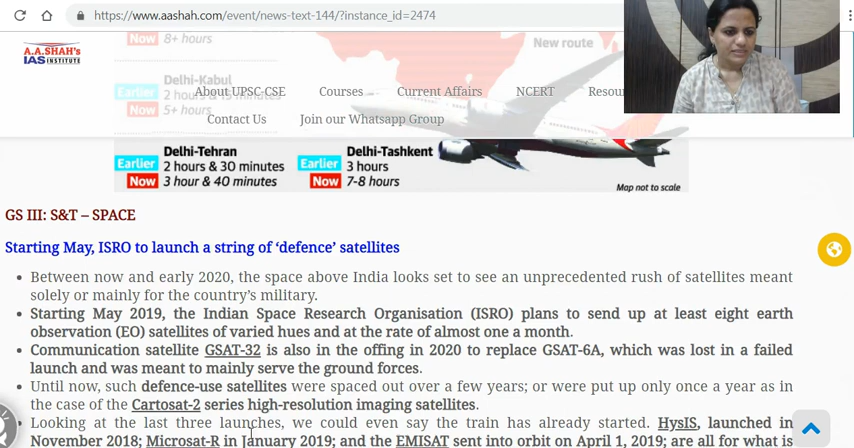 https://www.aashah.com/event/news-text-144/?instance_id=2474
A.A.SHAH's
IAS INSTITUTE
Now 8+ hours
New route
Delhi-Kabul
Earlier 2 hours
Now 5+ hours
About UPSC-CSE Courses Current Affairs NCERT
Contact Us Join our Whatsapp Group
Delhi-Tehran
Earlier 2 hours & 30 minutes
Now 3 hour & 40 minutes
Delhi-Tashkent
Earlier 3 hours
Now 7-8 hours
Map not to scale
GS III: S&T – SPACE
Starting May, ISRO to launch a string of ‘defence’ satellites
• Between now and early 2020, the space above India looks set to see an unprecedented rush of satellites meant
solely or mainly for the country’s military.
• Starting May 2019, the Indian Space Research Organisation (ISRO) plans to send up at least eight earth
observation (EO) satellites of varied hues and at the rate of almost one a month.
• Communication satellite GSAT-32 is also in the offing in 2020 to replace GSAT-6A, which was lost in a failed
launch and was meant to mainly serve the ground forces.
• Until now, such defence-use satellites were spaced out over a few years; or were put up only once a year as in
the case of the Cartosat-2 series high-resolution imaging satellites.
• Looking at the last three launches, we could even say the train has already started. HysIS, launched in
November 2018; Microsat-R in January 2019; and the EMISAT sent into orbit on April 1, 2019; are all for what is